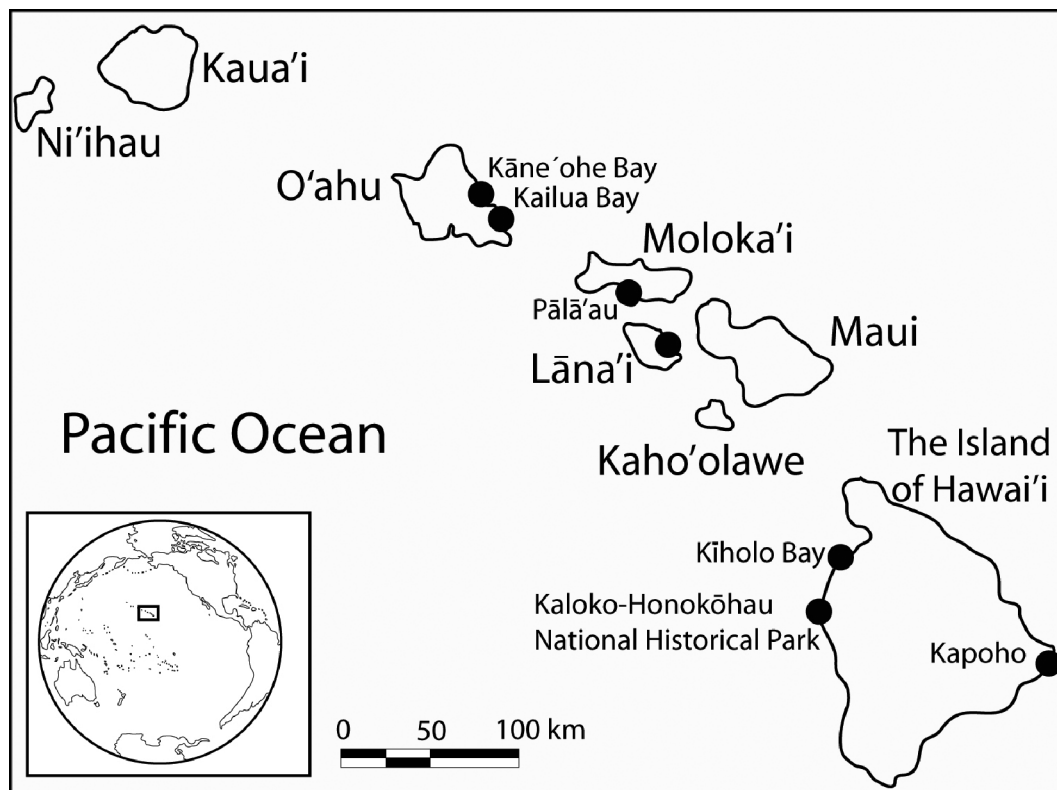 Kaua’i
Ni’ihau
O‘ahu
Kāne´ohe Bay
Kailua Bay
Moloka’i
Pālā‘au
Maui
Lāna’i
Pacific Ocean
Kaho’olawe
The Island
of Hawai’i
Kīholo Bay
Kaloko-Honokōhau
National Historical Park
Kapoho
0 50 100 km